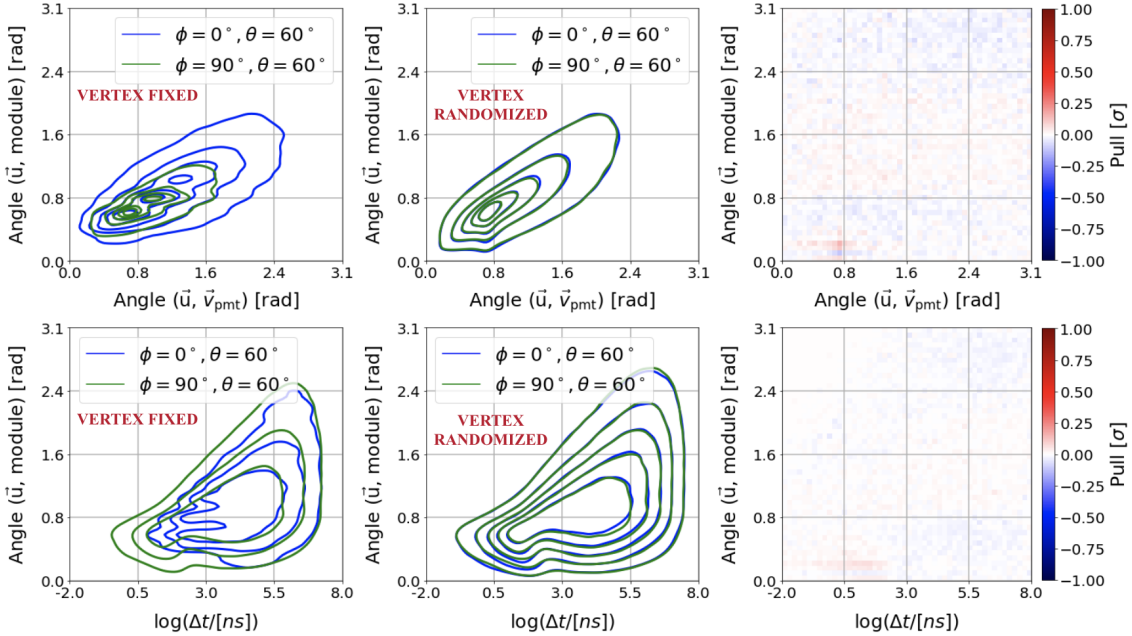 3.1
2.4
1.6
0.8
0.0
Angle (u⃗, module) [rad]
ϕ = 0°, θ = 60°
ϕ = 90°, θ = 60°
VERTEX FIXED
0.0 0.8 1.6 2.4 3.1
Angle (u⃗, v⃗pmt) [rad]
3.1
2.4
1.6
0.8
0.0
Angle (u⃗, module) [rad]
ϕ = 0°, θ = 60°
ϕ = 90°, θ = 60°
VERTEX
RANDOMIZED
0.0 0.8 1.6 2.4 3.1
Angle (u⃗, v⃗pmt) [rad]
3.1
2.4
1.6
0.8
0.0
Angle (u⃗, module) [rad]
0.0 0.8 1.6 2.4 3.1
Angle (u⃗, v⃗pmt) [rad]
1.00
0.75
0.50
0.25
0.00
−0.25
−0.50
−0.75
−1.00
Pull [σ]
3.1
2.4
1.6
0.8
0.0
Angle (u⃗, module) [rad]
ϕ = 0°, θ = 60°
ϕ = 90°, θ = 60°
VERTEX FIXED
-2.0 0.5 3.0 5.5 8.0
log(Δt/[ns])
3.1
2.4
1.6
0.8
0.0
Angle (u⃗, module) [rad]
ϕ = 0°, θ = 60°
ϕ = 90°, θ = 60°
VERTEX
RANDOMIZED
-2.0 0.5 3.0 5.5 8.0
log(Δt/[ns])
3.1
2.4
1.6
0.8
0.0
Angle (u⃗, module) [rad]
-2.0 0.5 3.0 5.5 8.0
log(Δt/[ns])
1.00
0.75
0.50
0.25
0.00
−0.25
−0.50
−0.75
−1.00
Pull [σ]